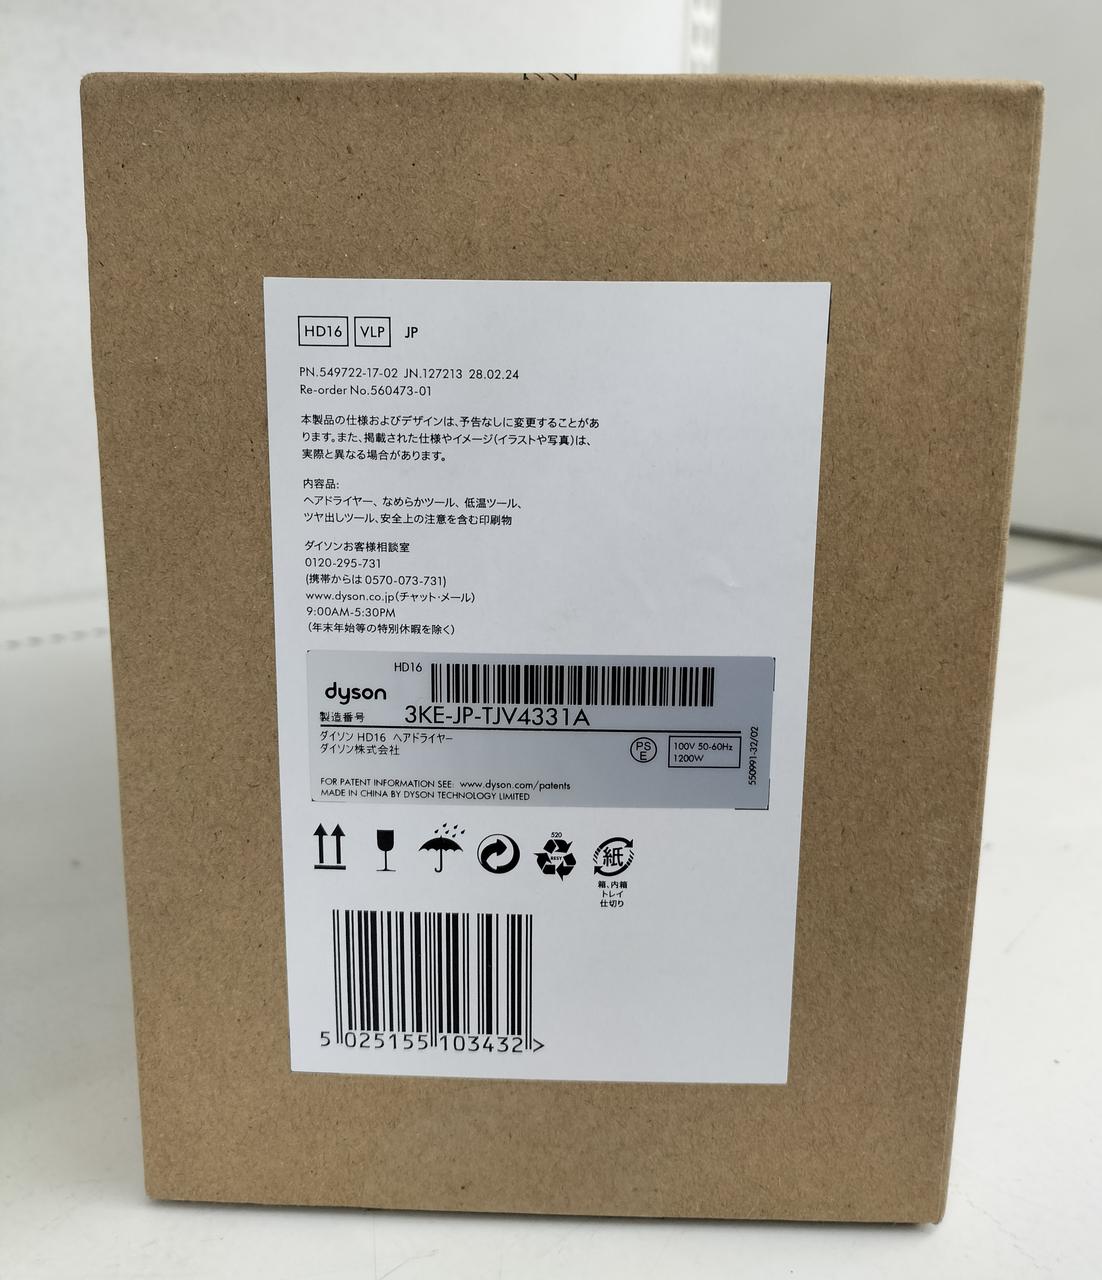 HD16 VLP JP
PN.549722-17-02 JN.127213 28.02.24
Re-order No.560473-01
本製品の仕様およびデザインは、予告なしに変更することがあ
ります。また、掲載された仕様やイメージ(イラストや写真)は、
実際と異なる場合があります。
内容品:
ヘアドライヤー、なめらかツール、低温ツール、
ツヤ出しツール、安全上の注意を含む印刷物
ダイソンお客様相談室
0120-295-731
(携帯からは 0570-073-731)
www.dyson.co.jp(チャット・メール)
9:00AM-5:30PM
(年末年始等の特別休暇を除く)
HD16
dyson
製造番号 3KE-JP-TJV4331A
ダイソン HD16 ヘアドライヤー
ダイソン株式会社
PS
E
100V 50-60Hz
1200W
550991-32/02
FOR PATENT INFORMATION SEE: www.dyson.com/patents
MADE IN CHINA BY DYSON TECHNOLOGY LIMITED
520
RESY
紙
箱、内箱
トレイ
仕切り
5 025155 103432 >